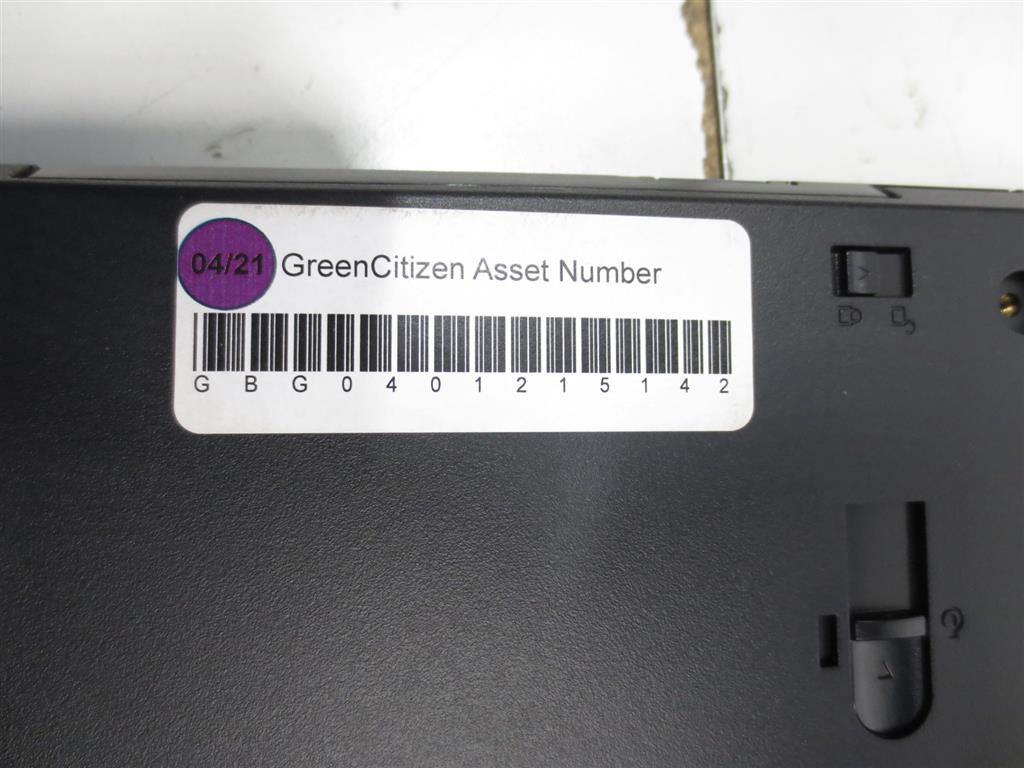 04/21 GreenCitizen Asset Number
G B G 0 4 0 1 2 1 5 1 4 2